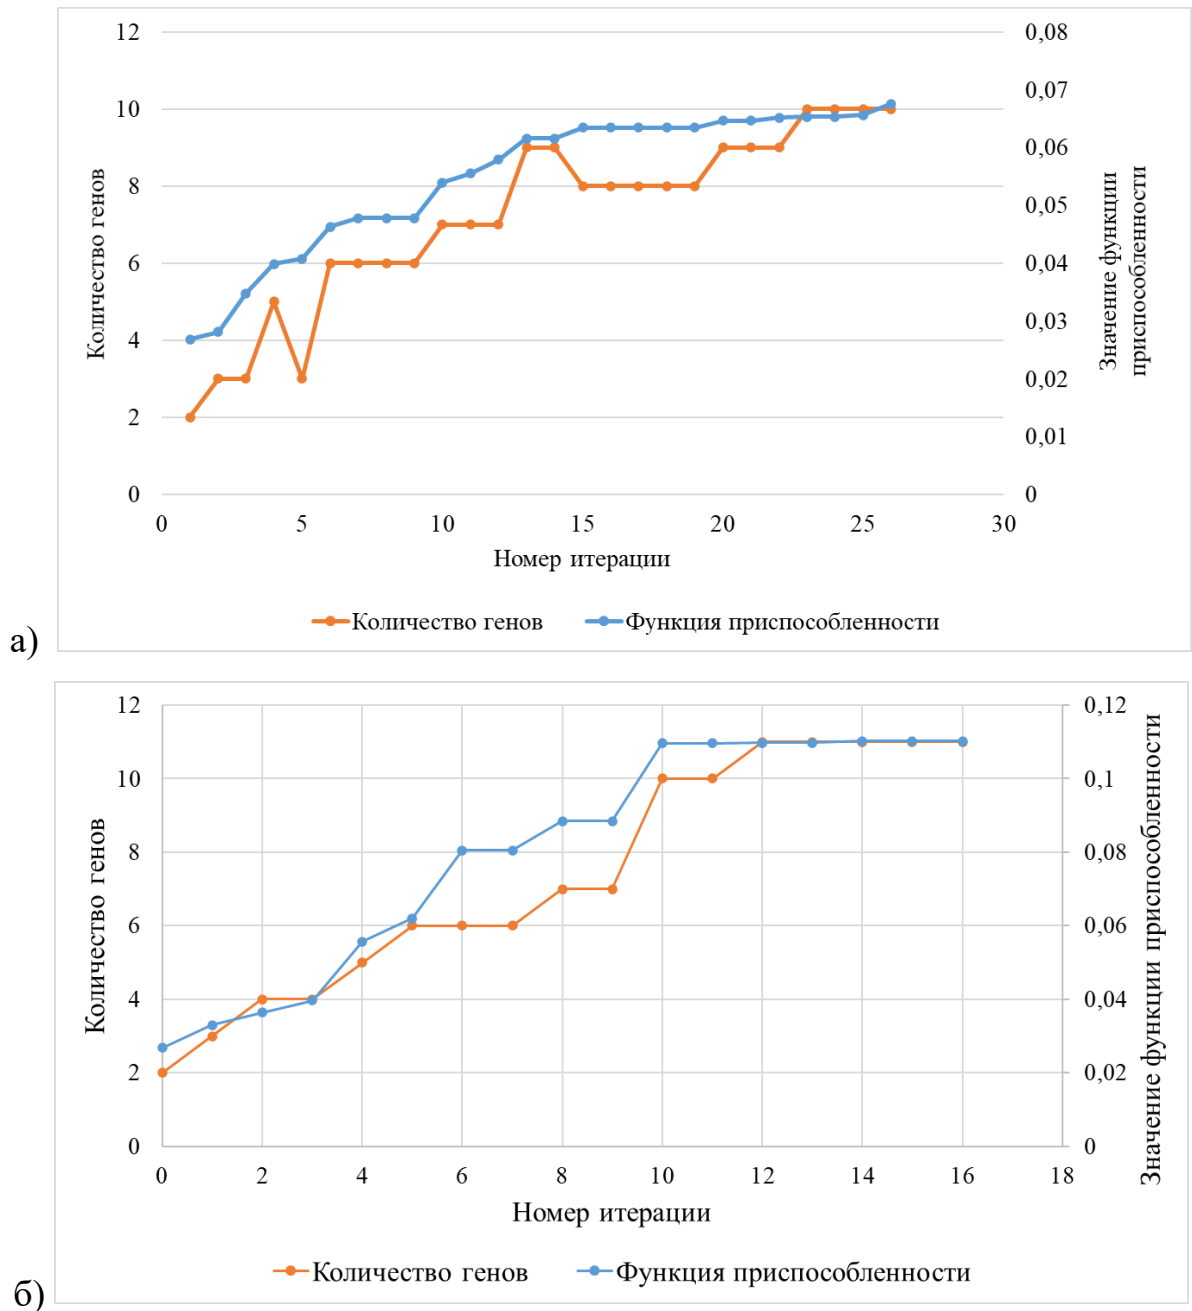 12
10
8
6
4
2
0
Количество генов
0,08
0,07
0,06
0,05
0,04
0,03
0,02
0,01
0
Значение функции
приспособленности
0 5 10 15 20 25 30
Номер итерации
Количество генов Функция приспособленности
а)
12
10
8
6
4
2
0
Количество генов
0,12
0,1
0,08
0,06
0,04
0,02
0
Значение функции приспособленности
0 2 4 6 8 10 12 14 16 18
Номер итерации
Количество генов Функция приспособленности
б)